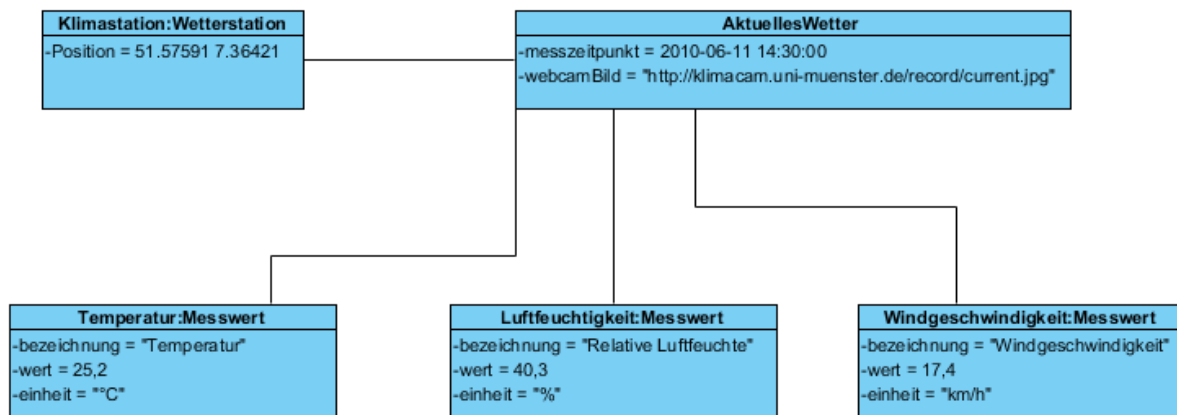 Klimastation:Wetterstation
-Position = 51.57591 7.36421
AktuellesWetter
-messzeitpunkt = 2010-06-11 14:30:00
-webcamBild = "http://klimacam.uni-muenster.de/record/current.jpg"
Temperatur:Messwert
-bezeichnung = "Temperatur"
-wert = 25,2
-einheit = "°C"
Luftfeuchtigkeit:Messwert
-bezeichnung = "Relative Luftfeuchte"
-wert = 40,3
-einheit = "%"
Windgeschwindigkeit:Messwert
-bezeichnung = "Windgeschwindigkeit"
-wert = 17,4
-einheit = "km/h"